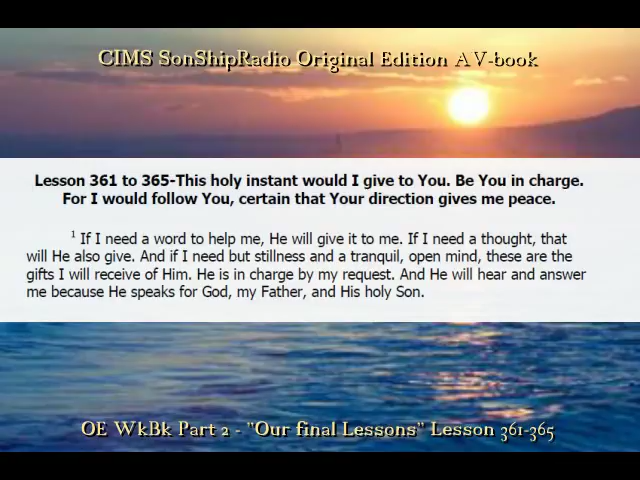 CIMS SonShipRadio Original Edition AV-book
Lesson 361 to 365-This holy instant would I give to You. Be You in charge.
For I would follow You, certain that Your direction gives me peace.
1 If I need a word to help me, He will give it to me. If I need a thought, that
will He also give. And if I need but stillness and a tranquil, open mind, these are the
gifts I will receive of Him. He is in charge by my request. And He will hear and answer
me because He speaks for God, my Father, and His holy Son.
OE WkBk Part 2 - "Our final Lessons" Lesson 361-365